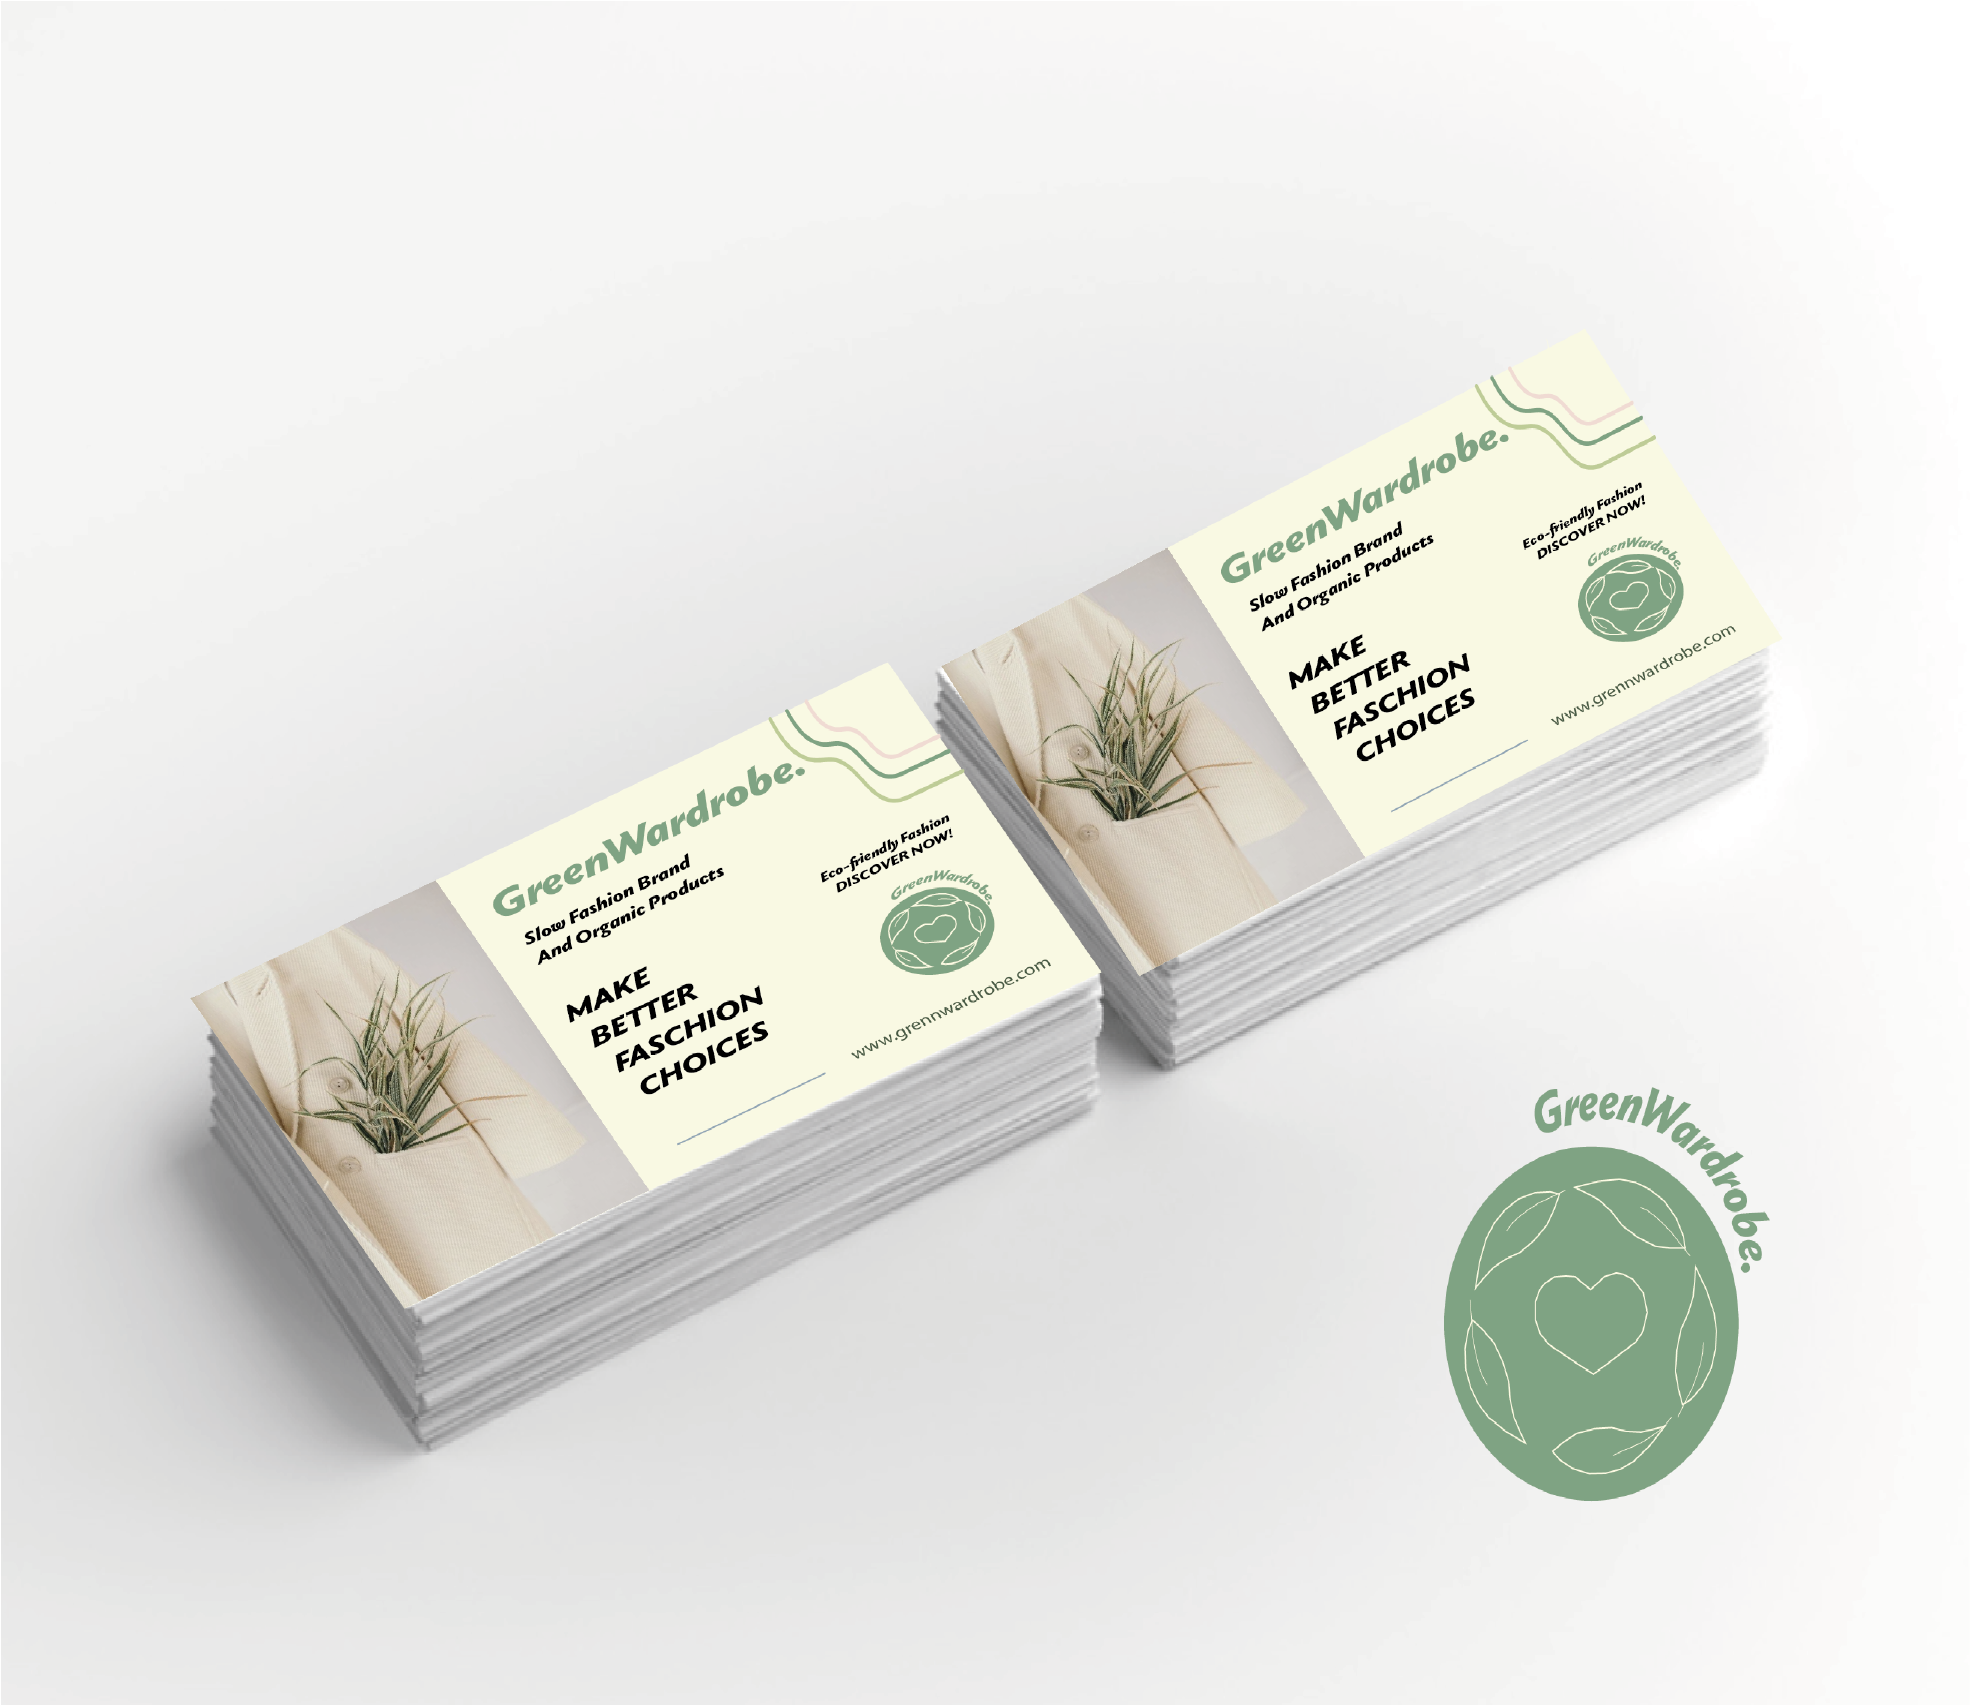 GreenWardrobe.
Slow Fashion Brand
And Organic Products
MAKE
BETTER
FASCHION
CHOICES
Eco-friendly Fashion
DISCOVER NOW!
GreenWardrobe.
www.grennwardrobe.com
GreenWardrobe.
Slow Fashion Brand
And Organic Products
MAKE
BETTER
FASCHION
CHOICES
Eco-friendly Fashion
DISCOVER NOW!
GreenWardrobe.
www.grennwardrobe.com
GreenWardrobe.